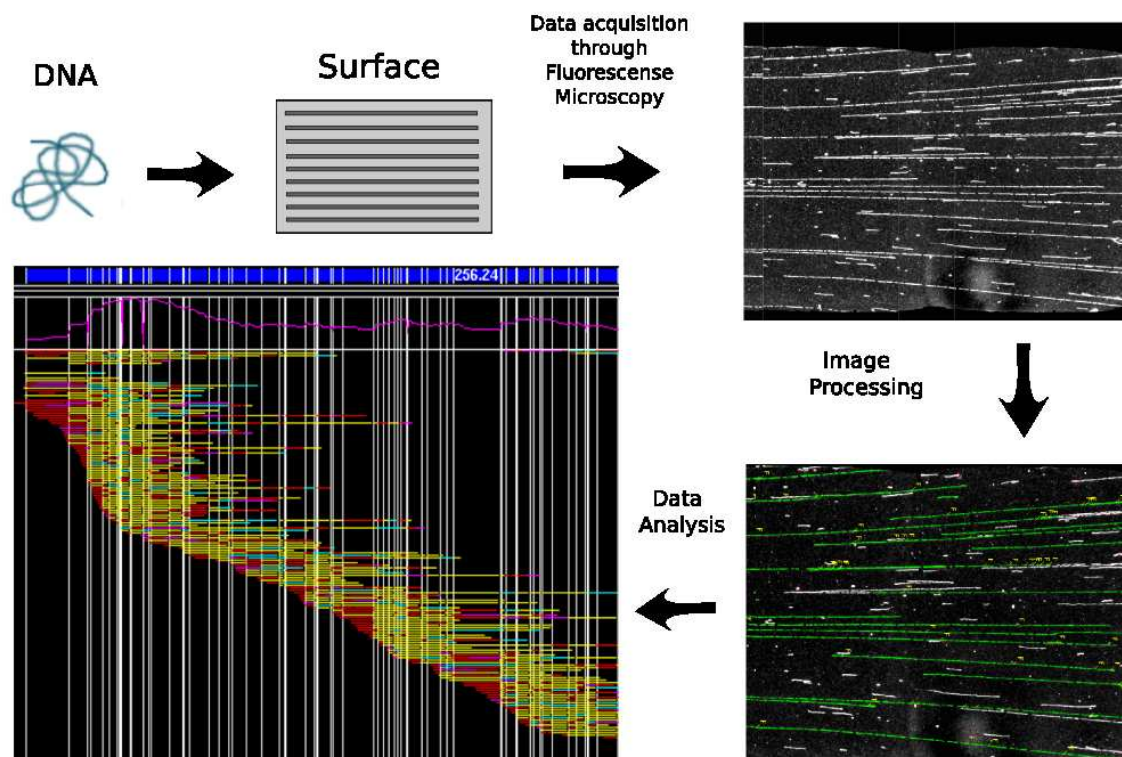 DNA
Surface
Data acquisition
through
Fluorescense
Microscopy
Image
Processing
Data
Analysis
256.24